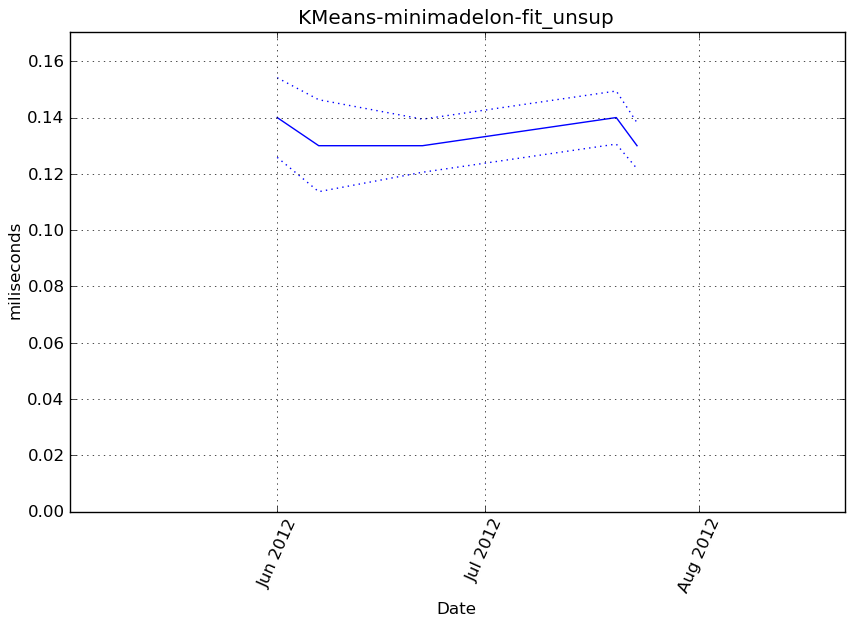 KMeans-minimadelon-fit_unsup
0.16
0.14
0.12
0.10
0.08
0.06
0.04
0.02
0.00
miliseconds
Jun 2012
Jul 2012
Aug 2012
Date